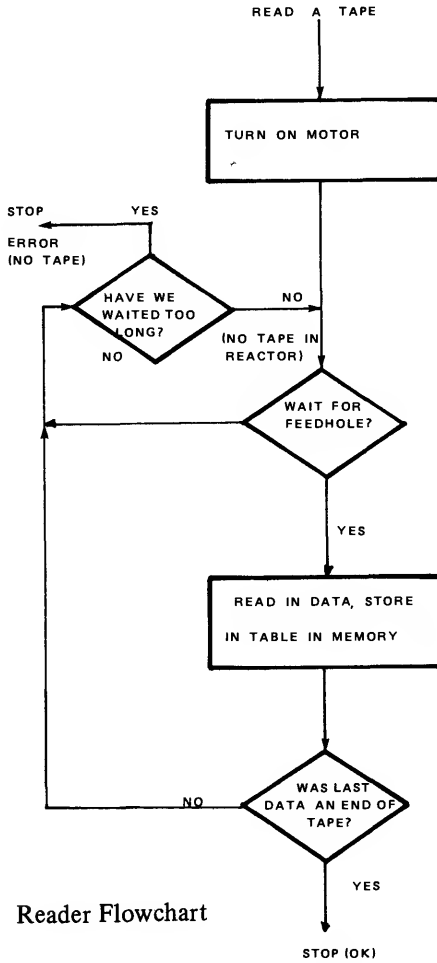 READ A TAPE
TURN ON MOTOR
STOP YES
ERROR
(NO TAPE)
HAVE WE
WAITED TOO
LONG?
NO
NO
(NO TAPE IN
REACTOR)
WAIT FOR
FEEDHOLE?
YES
READ IN DATA, STORE
IN TABLE IN MEMORY
WAS LAST
DATA AN END OF
TAPE?
NO
YES
Reader Flowchart
STOP (OK)